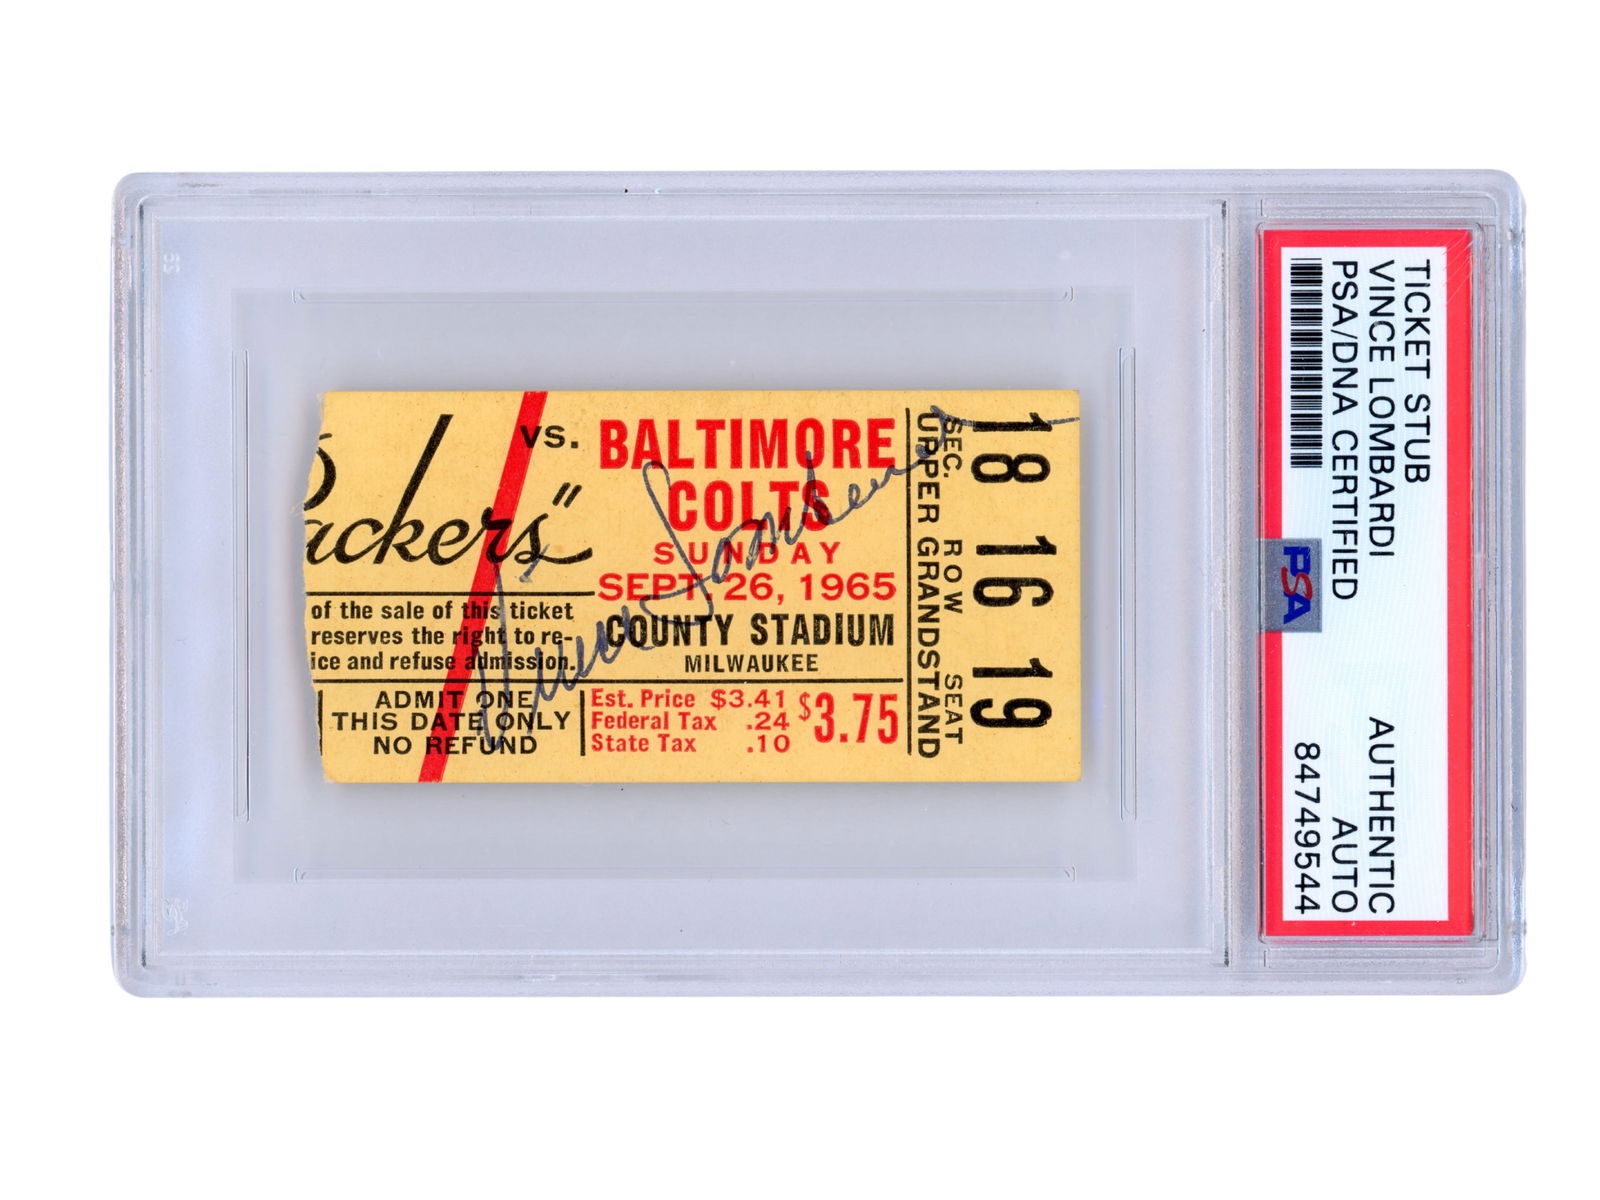 "ackers"
vs.
BALTIMORE
COLTS
SUNDAY
SEPT. 26, 1965
COUNTY STADIUM
MILWAUKEE
of the sale of this ticket
reserves the right to re-
ice and refuse admission.
ADMIT ONE
THIS DATE ONLY
NO REFUND
Est. Price $3.41
Federal Tax .24
State Tax .10
$3.75
UPPER GRANDSTAND
SEC. ROW SEAT
18 16 19
Vince Lombardi
TICKET STUB
VINCE LOMBARDI
PSA/DNA CERTIFIED
AUTHENTIC
AUTO
84749544
PSA